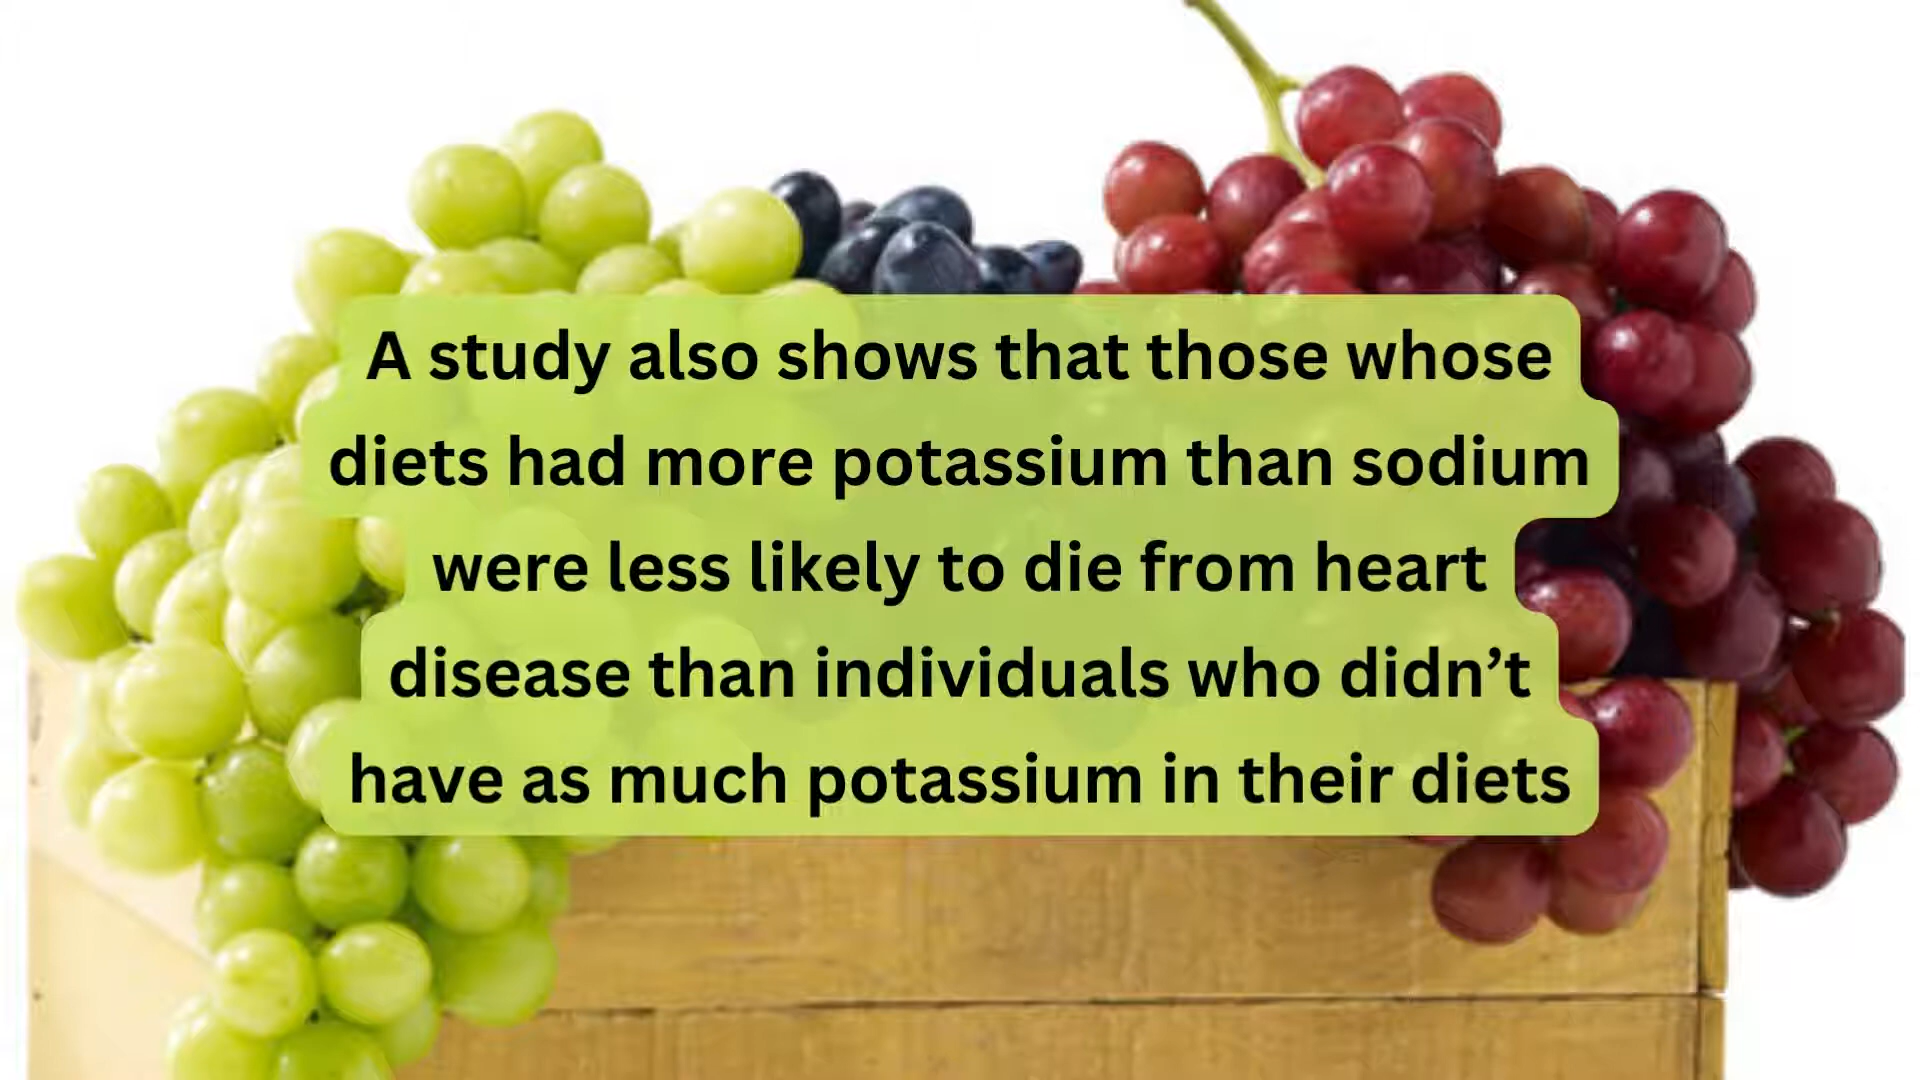 A study also shows that those whose
diets had more potassium than sodium
were less likely to die from heart
disease than individuals who didn’t
have as much potassium in their diets